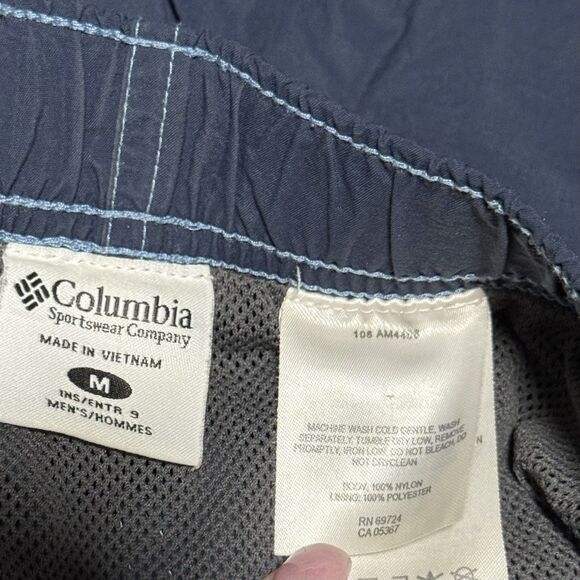 Columbia
Sportswear Company
MADE IN VIETNAM
M
INS/ENTR 9
MEN'S/HOMMES
108 AM4486
MACHINE WASH COLD GENTLE, WASH
SEPARATELY, TUMBLE DRY LOW, REMOVE
PROMPTLY, IRON LOW. DO NOT BLEACH, DO
NOT DRYCLEAN
N
BODY: 100% NYLON
LINING: 100% POLYESTER
RN 69724
CA 05367